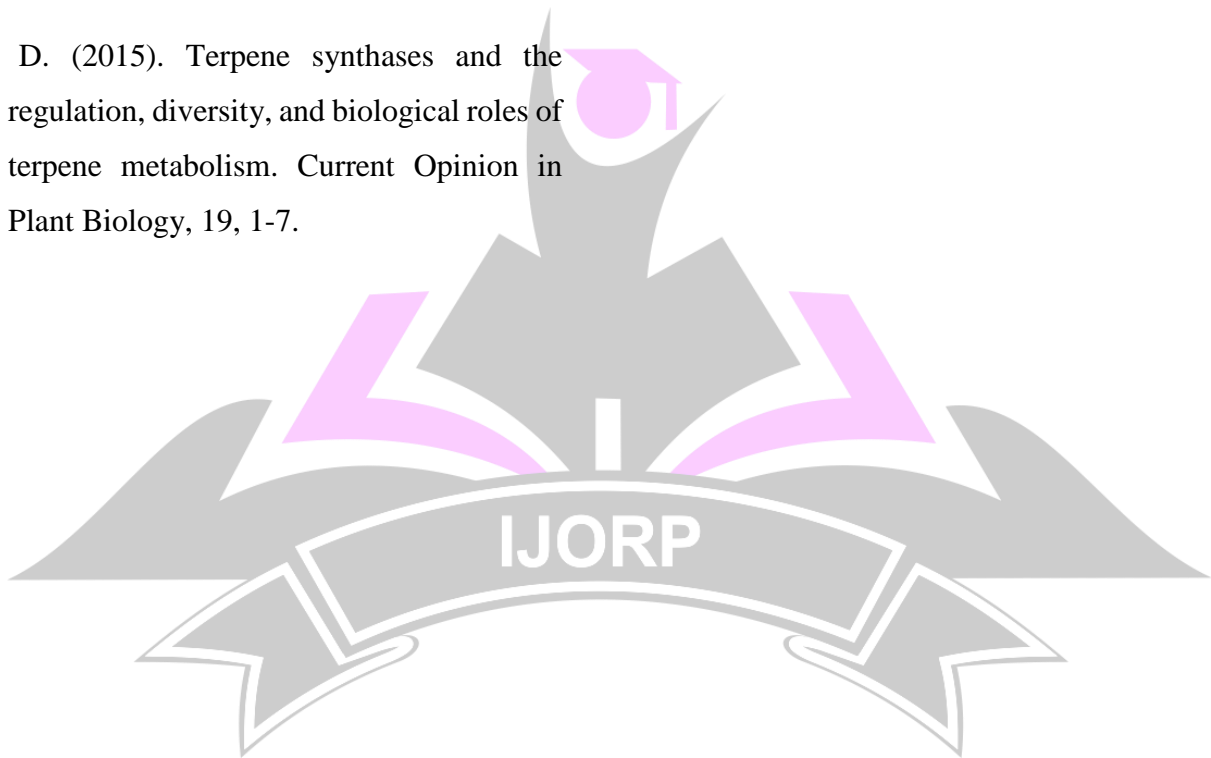 D. (2015). Terpene synthases and the
regulation, diversity, and biological roles of
terpene metabolism. Current Opinion in
Plant Biology, 19, 1-7.
IJORP